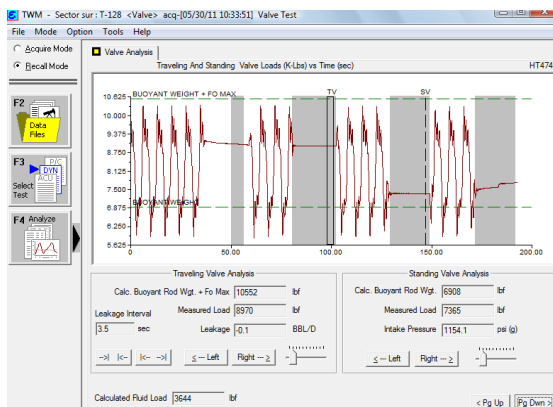 TWM - Sector sur : T-128 <Valve> acq-[05/30/11 10:33:51] Valve Test
File Mode Option Tools Help
Acquire Mode
Recall Mode
Valve Analysis
Traveling And Standing Valve Loads (K-Lbs) vs Time (sec)
HT474
F2
Data
Files
F3
Select
Test
P/C
DYN
ACU
F4 Analyze
BUOYANT WEIGHT + FO MAX
TV
SV
10.625
10.000
9.375
8.750
8.125
7.500
6.875
6.250
5.625
BUOYANT WEIGHT
0
50.00
100.00
150.00
200.00
Traveling Valve Analysis
Calc. Buoyant Rod Wgt. + Fo Max 10552 lbf
Leakage Interval
Measured Load 8970 lbf
3.5 sec
Leakage -0.1 BBL/D
-->| |<-- |<-- -->|
< --- Left
Right --- >
Standing Valve Analysis
Calc. Buoyant Rod Wgt. 6908 lbf
Measured Load 7365 lbf
Intake Pressure 1154.1 psi (g)
< --- Left
Right --- >
Calculated Fluid Load 3644 lbf
< Pg Up
Pg Dwn >